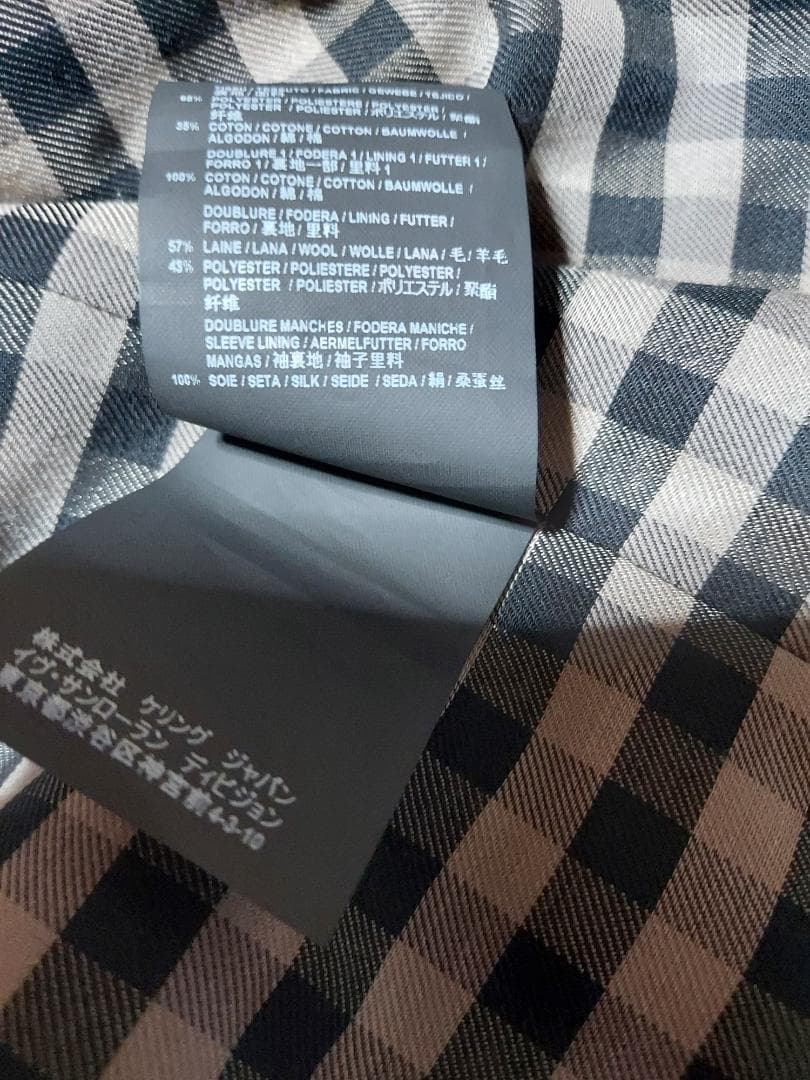 TISSU / TESSUTO / FABRIC / GEWEBE / TEJIDO /
65% POLYESTER / POLIESTERE / POLYESTER /
POLYESTER / POLIESTER / ポリエステル / 聚酯
纤维
35% COTON / COTONE / COTTON / BAUMWOLLE /
ALGODON / 綿 / 棉
DOUBLURE 1 / FODERA 1 / LINING 1 / FUTTER 1 /
FORRO 1 / 裏地一部 / 里料 1
100% COTON / COTONE / COTTON / BAUMWOLLE /
ALGODON / 綿 / 棉
DOUBLURE / FODERA / LINING / FUTTER /
FORRO / 裏地 / 里料
57% LAINE / LANA / WOOL / WOLLE / LANA / 毛 / 羊毛
43% POLYESTER / POLIESTERE / POLYESTER /
POLYESTER / POLIESTER / ポリエステル / 聚酯
纤维
DOUBLURE MANCHES / FODERA MANICHE /
SLEEVE LINING / AERMELFUTTER / FORRO
MANGAS / 袖裏地 / 袖子里料
100% SOIE / SETA / SILK / SEIDE / SEDA / 絹 / 桑蚕丝
株式会社 ケリング ジャパン
イヴ・サンローラン ディビジョン
東京都渋谷区神宮前4-3-10